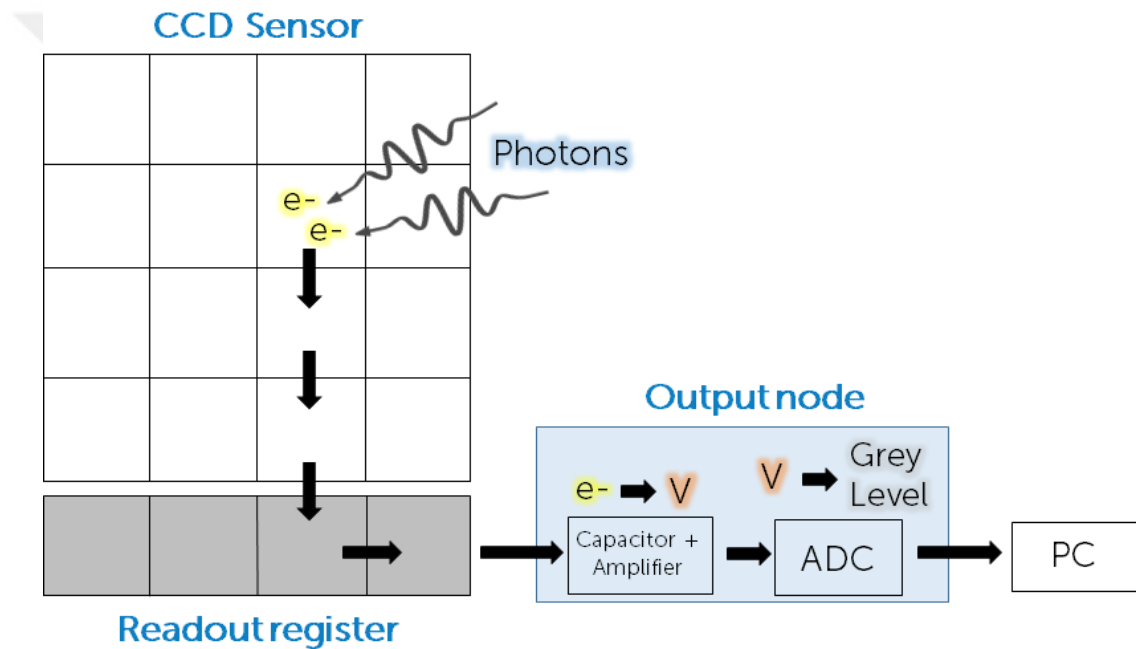 CCD Sensor
Photons
e-
e-
Output node
e-
V
V
Grey
Level
Capacitor +
Amplifier
ADC
PC
Readout register